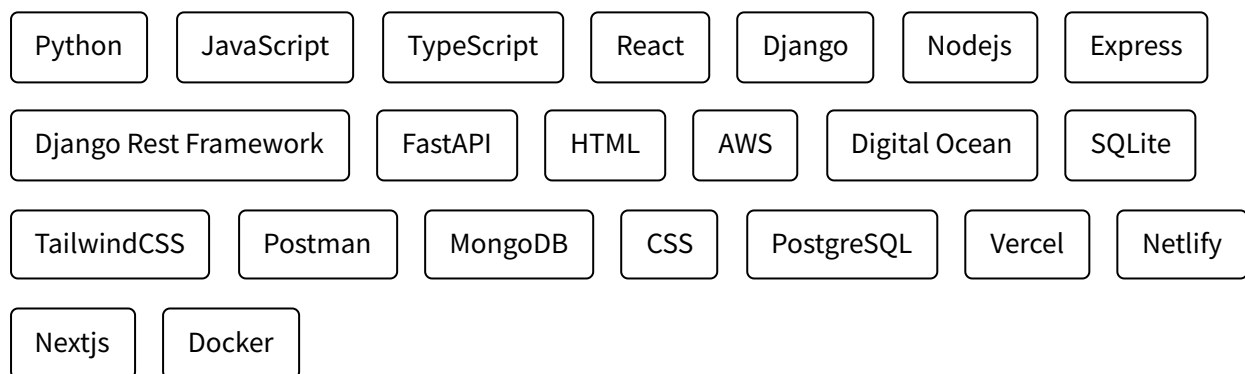 Python JavaScript TypeScript React Django Nodejs Express
Django Rest Framework FastAPI HTML AWS Digital Ocean SQLite
TailwindCSS Postman MongoDB CSS PostgreSQL Vercel Netlify
Nextjs Docker